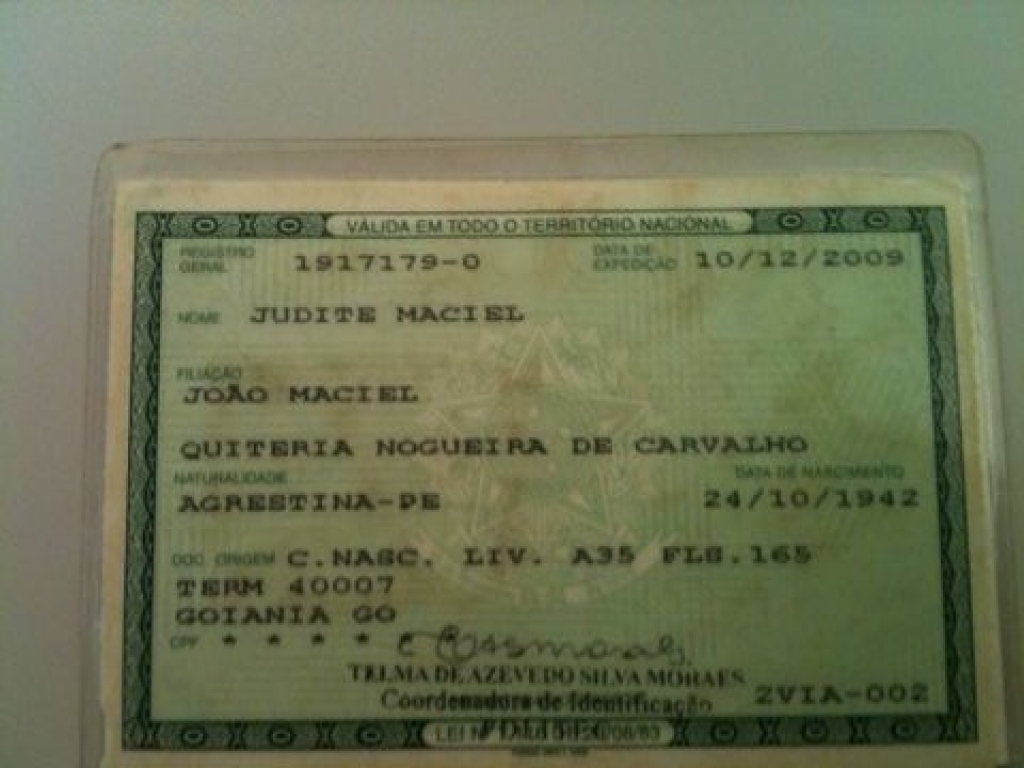 VÁLIDA EM TODO O TERRITÓRIO NACIONAL
REGISTRO GERAL 1917179-0 DATA DE EXPEDIÇÃO 10/12/2009
NOME JUDITE MACIEL
FILIAÇÃO
JOÃO MACIEL
QUITERIA NOGUEIRA DE CARVALHO
NATURALIDADE DATA DE NASCIMENTO
AGRESTINA-PE 24/10/1942
DOC ORIGEM C.NASC. LIV. A35 FLS.165
TERM 40007
GOIANIA GO
CPF * * * * * *
TELMA DE AZEVEDO SILVA MORAES
Coordenadora de Identificação 2VIA-002
LEI Nº